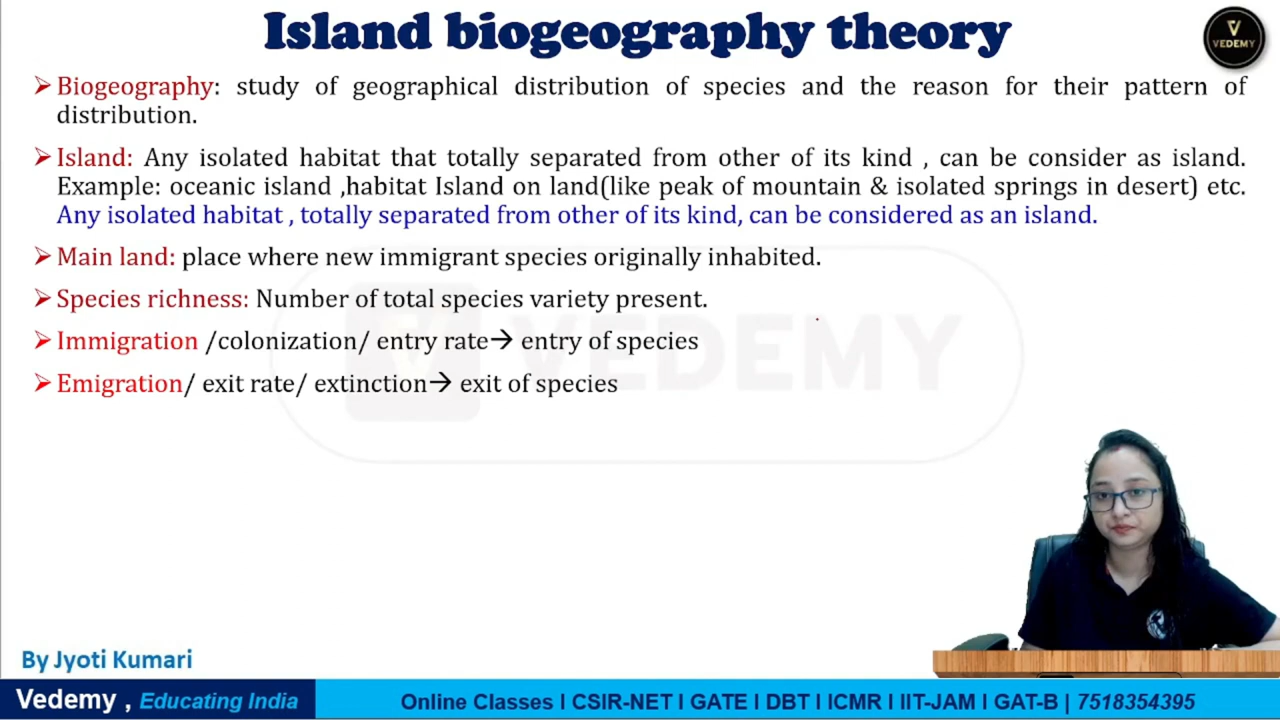 Island biogeography theory
VEDEMY
➢Biogeography: study of geographical distribution of species and the reason for their pattern of
distribution.
➢Island: Any isolated habitat that totally separated from other of its kind , can be consider as island.
Example: oceanic island ,habitat Island on land(like peak of mountain & isolated springs in desert) etc.
Any isolated habitat , totally separated from other of its kind, can be considered as an island.
➢Main land: place where new immigrant species originally inhabited.
➢Species richness: Number of total species variety present.
➢Immigration /colonization/ entry rate→ entry of species
➢Emigration/ exit rate/ extinction→ exit of species
VEDEMY
By Jyoti Kumari
Vedemy , Educating India
Online Classes I CSIR-NET I GATE I DBT I ICMR I IIT-JAM I GAT-B | 7518354395